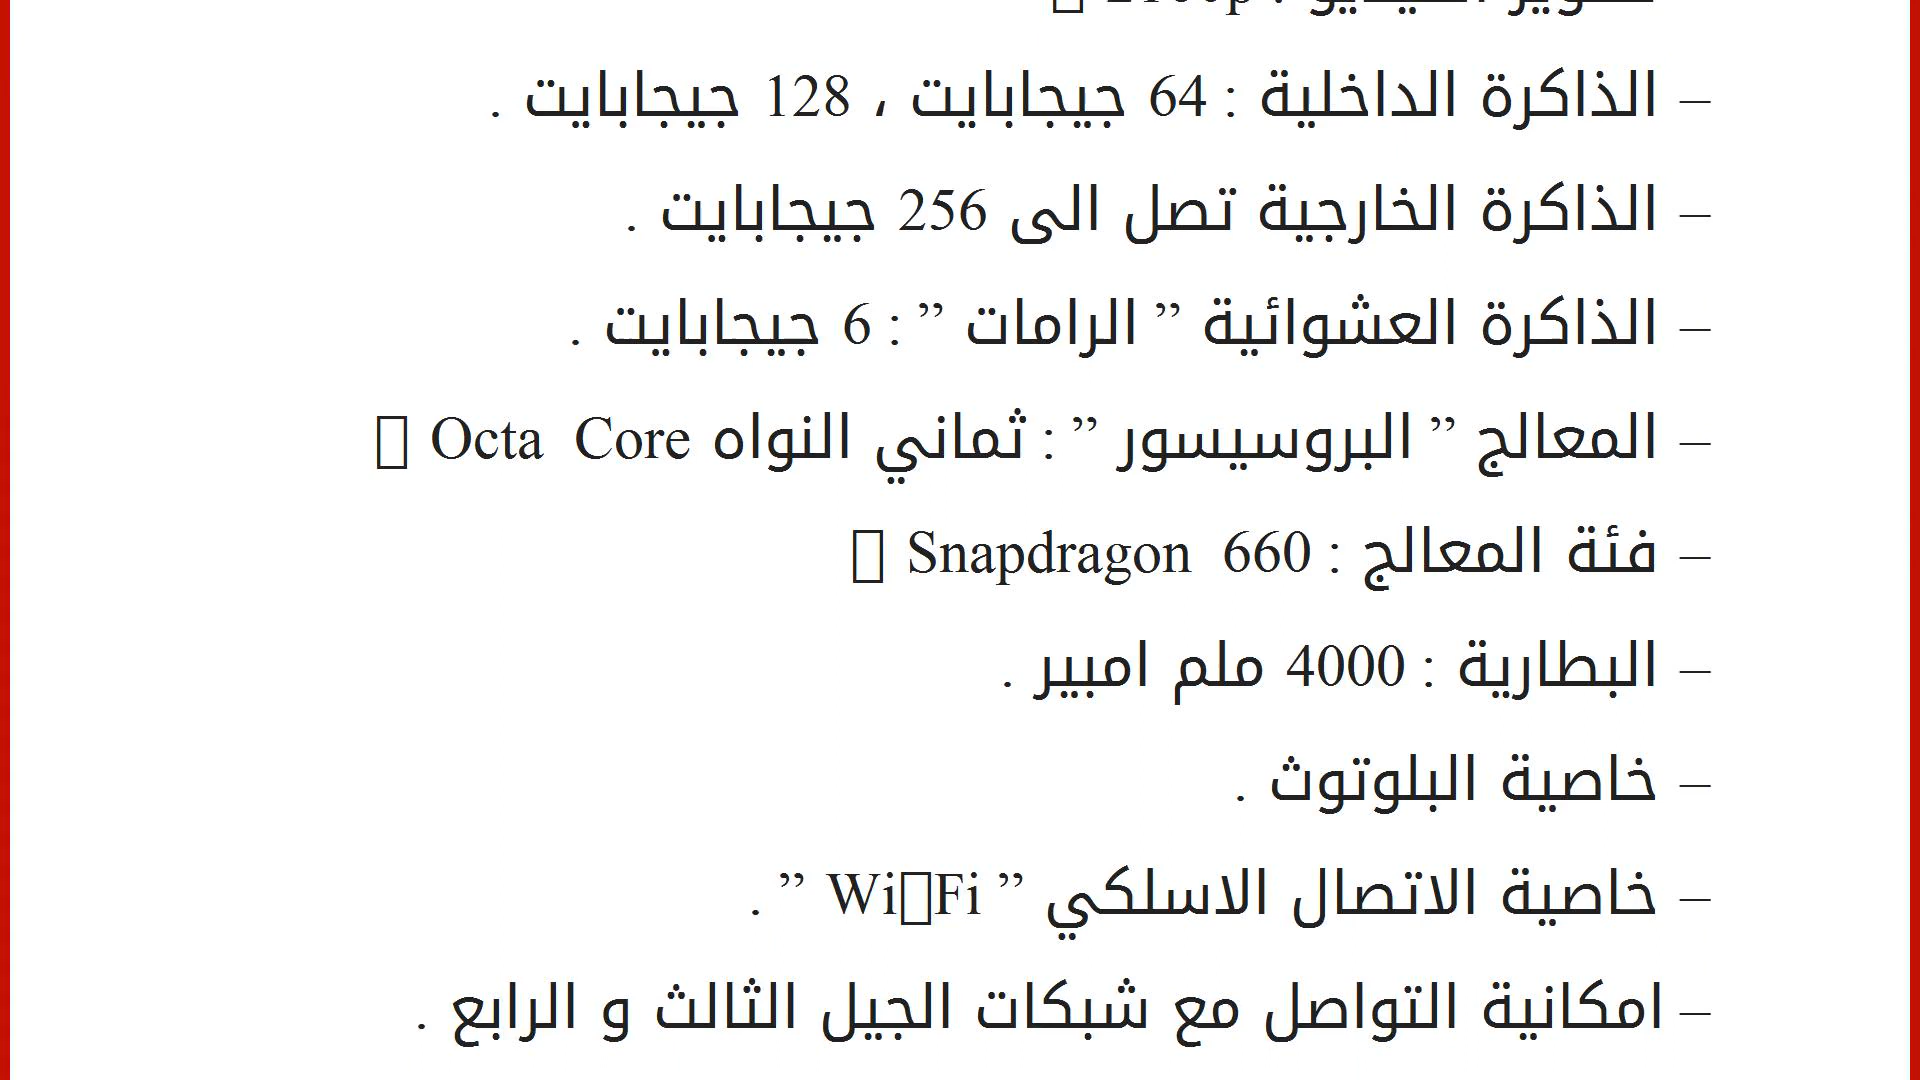 – الذاكرة الداخلية : 64 جيجابايت ، 128 جيجابايت .
– الذاكرة الخارجية تصل الى 256 جيجابايت .
– الذاكرة العشوائية ” الرامات ” : 6 جيجابايت .
– المعالج ” البروسيسور ” : ثماني النواه Octa Core
– فئة المعالج : Snapdragon 660
– البطارية : 4000 ملم امبير .
– خاصية البلوتوث .
– خاصية الاتصال الاسلكي ” Wi▯Fi ” .
– امكانية التواصل مع شبكات الجيل الثالث و الرابع .